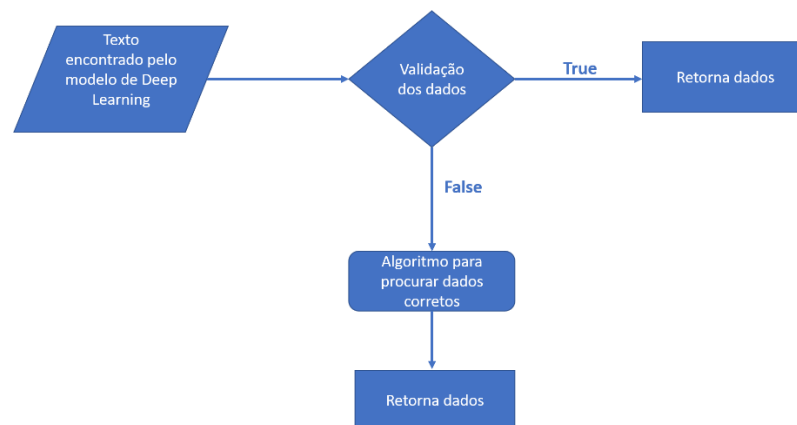 Texto
encontrado pelo
modelo de Deep
Learning
Validação
dos dados
True
Retorna dados
False
Algoritmo para
procurar dados
corretos
Retorna dados